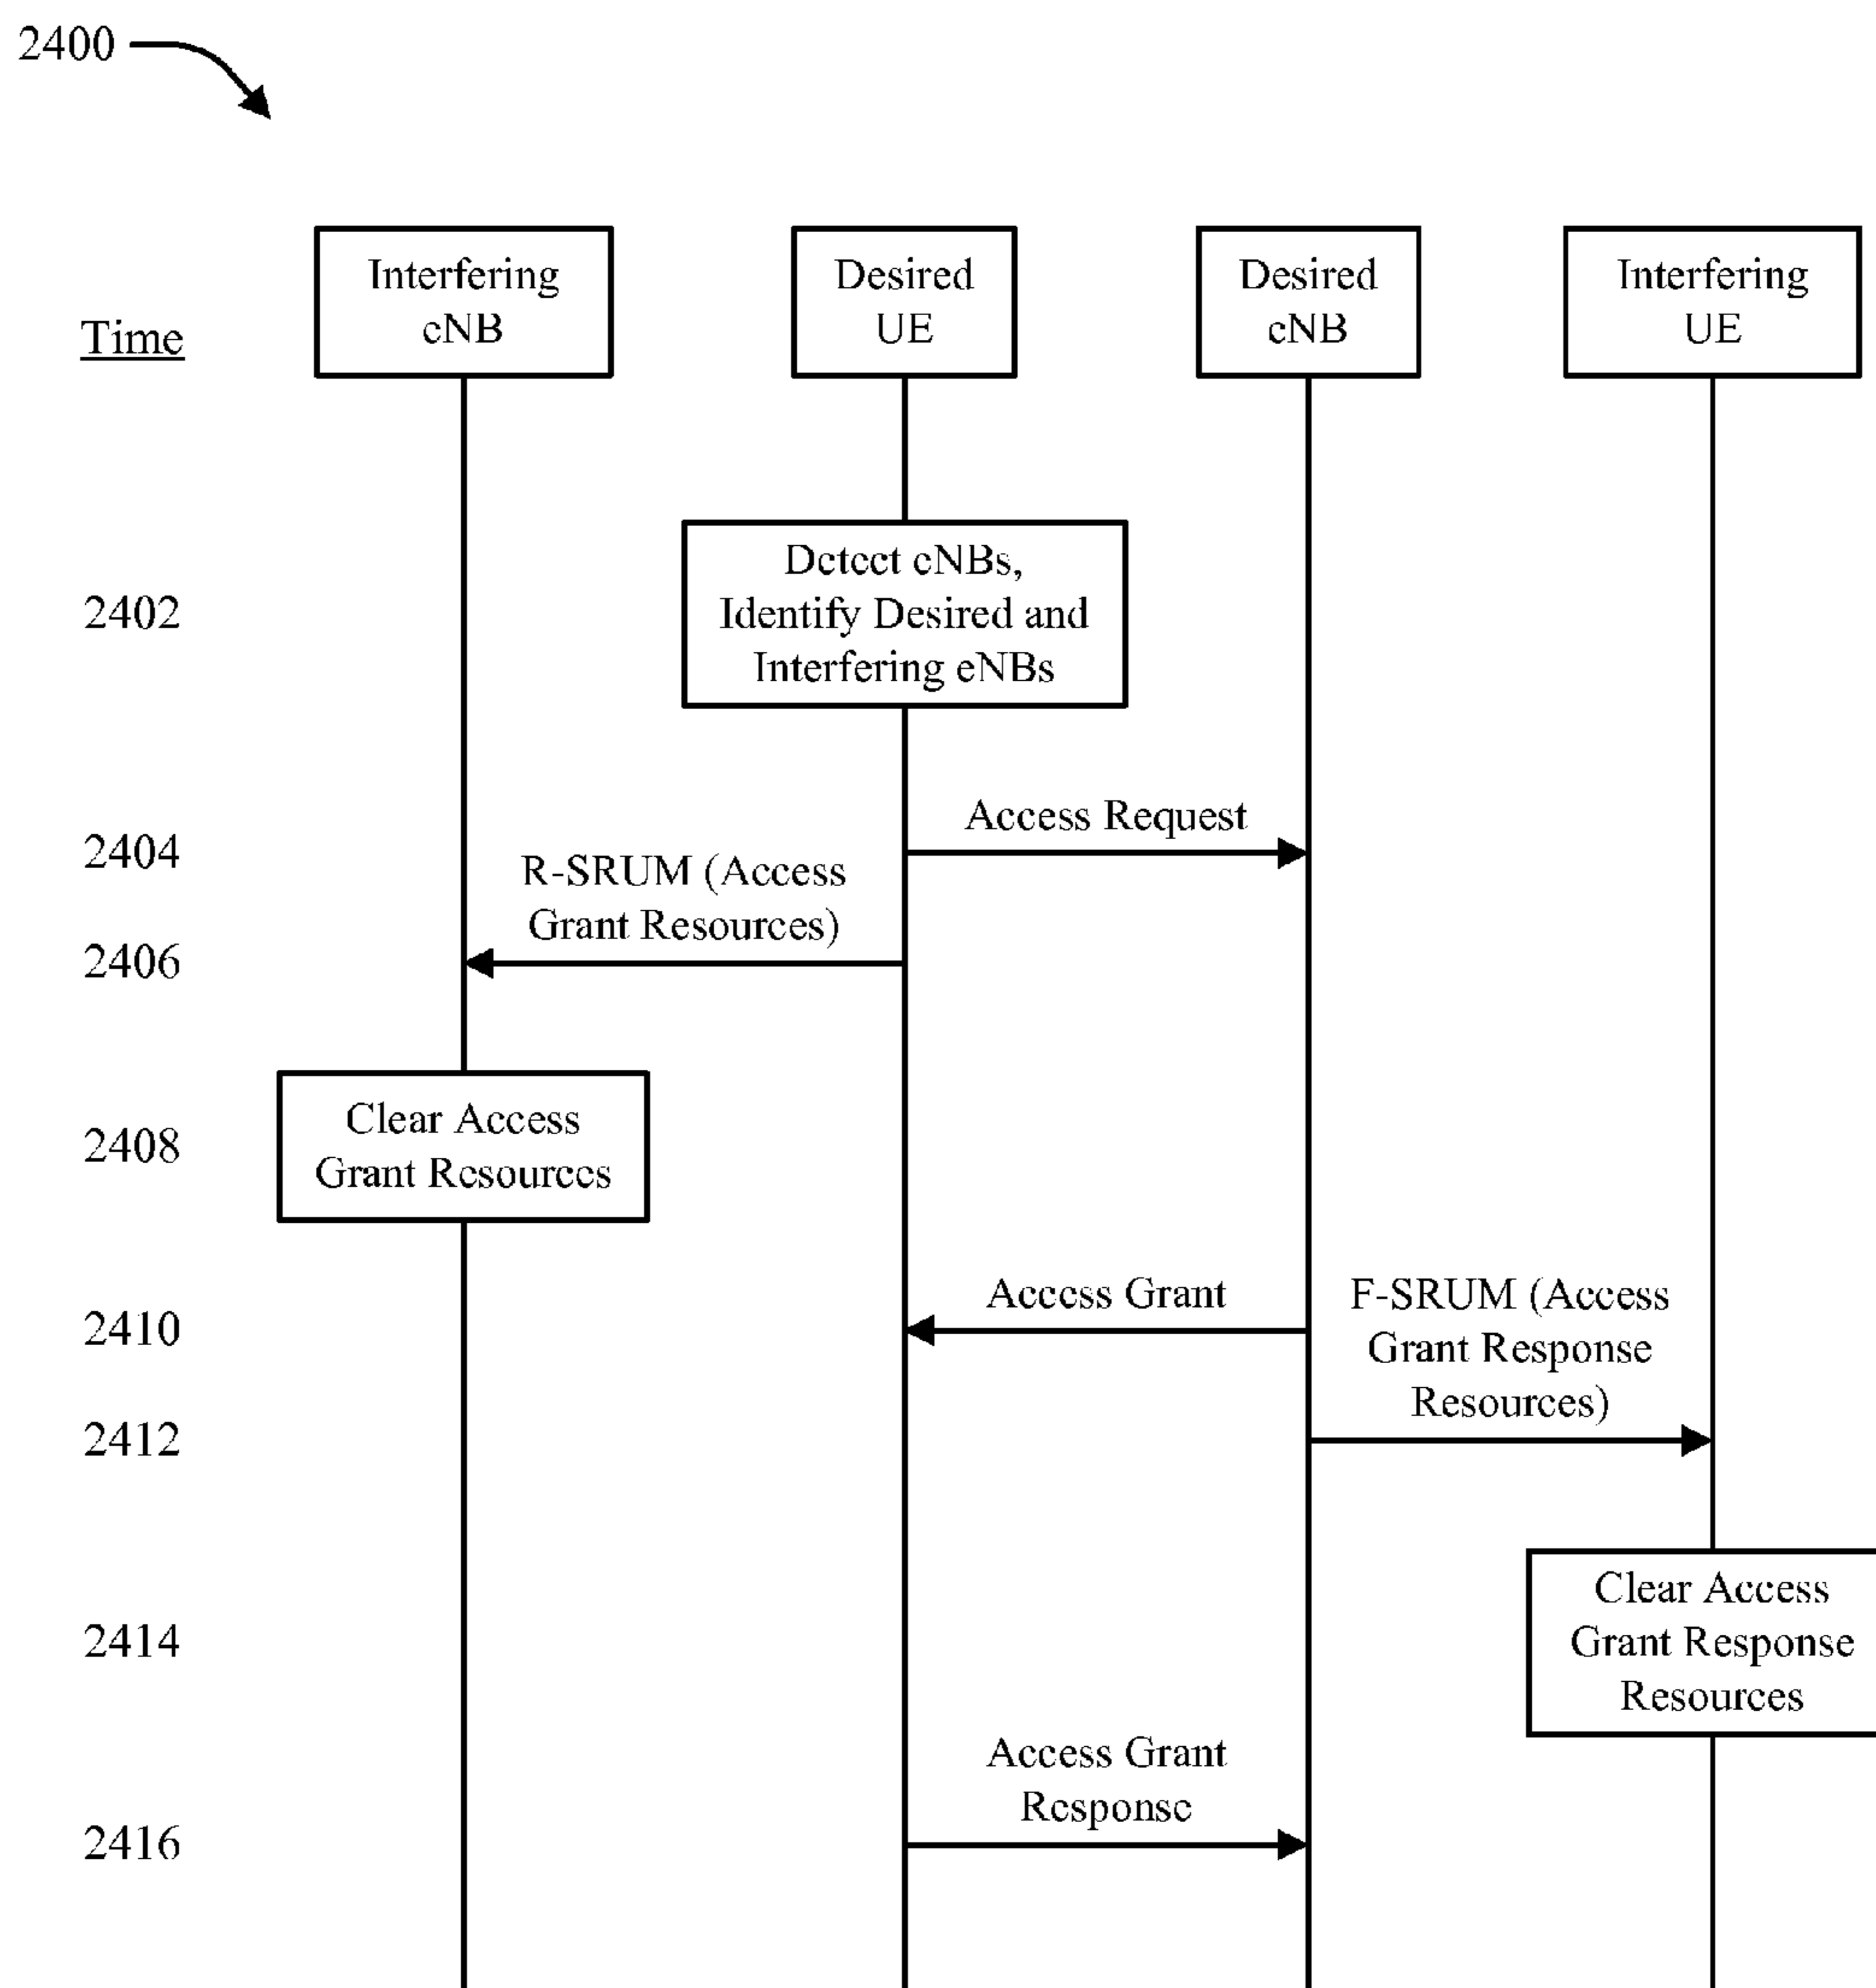 2400
Interfering
eNB
Desired
UE
Desired
eNB
Interfering
UE
Time
Detect eNBs,
Identify Desired and
Interfering eNBs
2402
Access Request
2404
R-SRUM (Access
Grant Resources)
2406
Clear Access
Grant Resources
2408
Access Grant
2410
F-SRUM (Access
Grant Response
Resources)
2412
Clear Access
Grant Response
Resources
2414
Access Grant
Response
2416